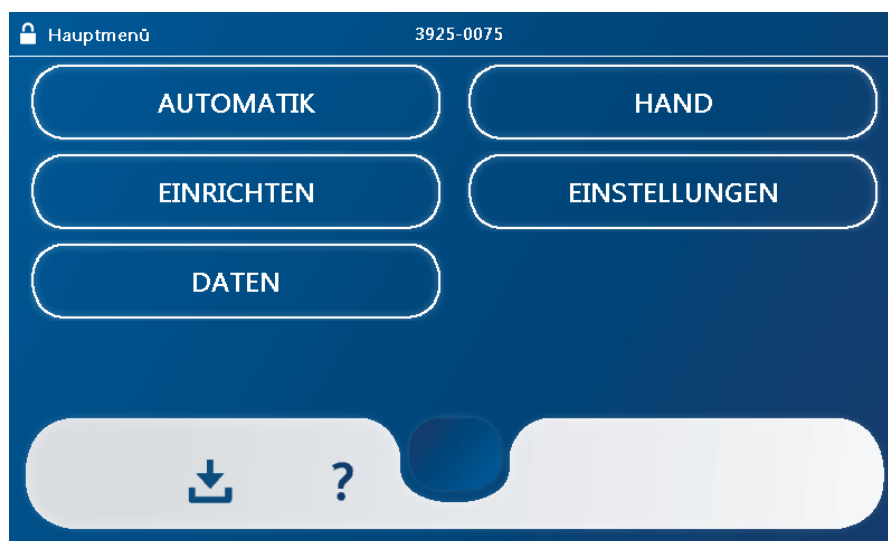 Hauptmenü 3925-0075
AUTOMATIK HAND
EINRICHTEN EINSTELLUNGEN
DATEN
?